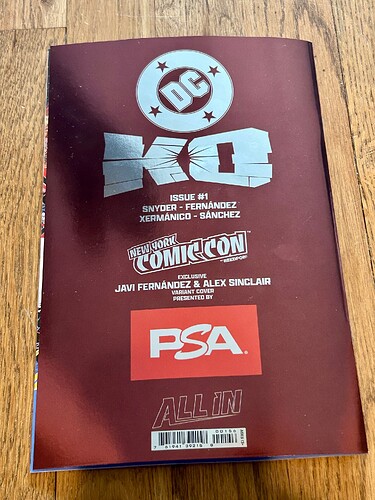 DC
KO
ISSUE #1
SNYDER - FERNÁNDEZ
XERMÁNICO - SÁNCHEZ
NEW YORK
COMIC CON
EXCLUSIVE
JAVI FERNÁNDEZ & ALEX SINCLAIR
VARIANT COVER
PRESENTED BY
PSA
ALL IN
00156